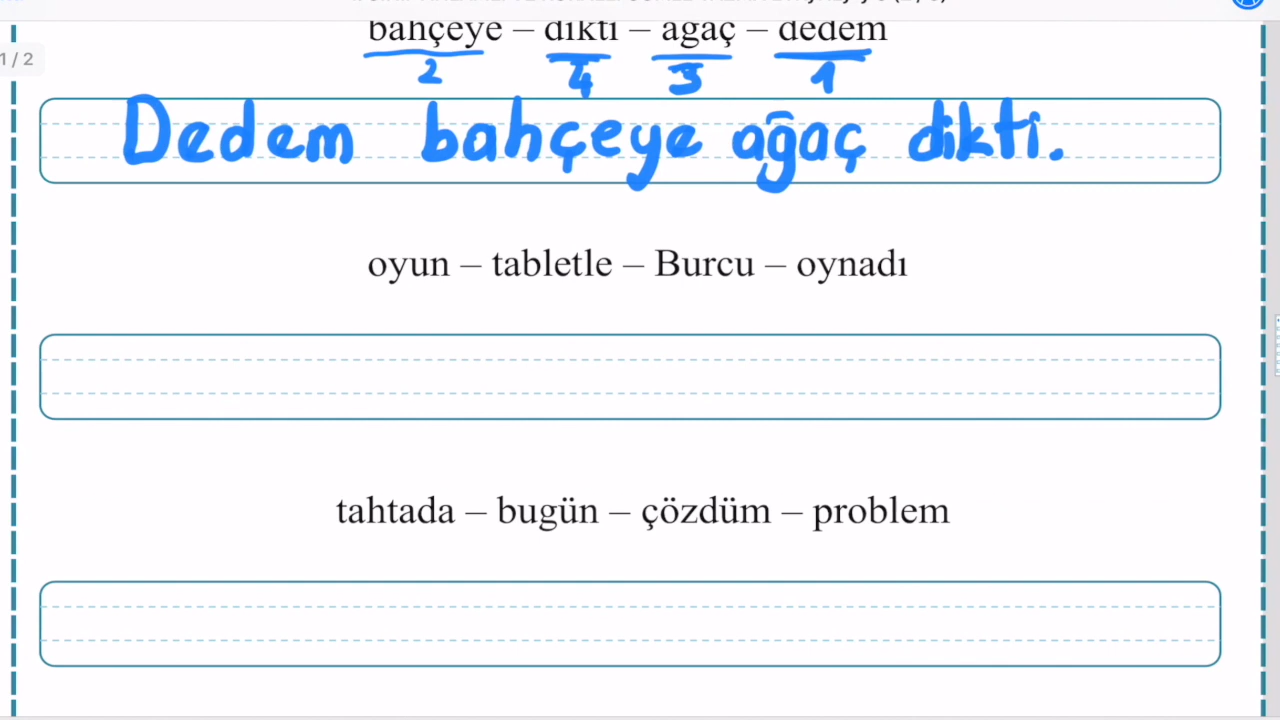 1 / 2
bahçeye – dikti – ağaç – dedem
2 4 3 1
Dedem bahçeye ağaç dikti.
oyun – tabletle – Burcu – oynadı
tahtada – bugün – çözdüm – problem